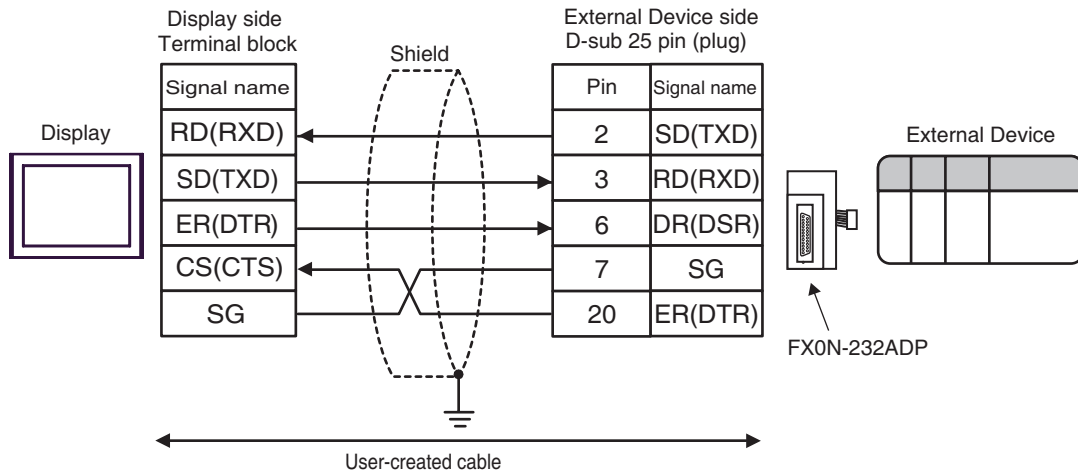 Display side
Terminal block
External Device side
D-sub 25 pin (plug)
Shield
Signal name
Pin Signal name
RD(RXD) 2 SD(TXD)
SD(TXD) 3 RD(RXD)
ER(DTR) 6 DR(DSR)
CS(CTS) 7 SG
SG 20 ER(DTR)
Display
External Device
FX0N-232ADP
User-created cable